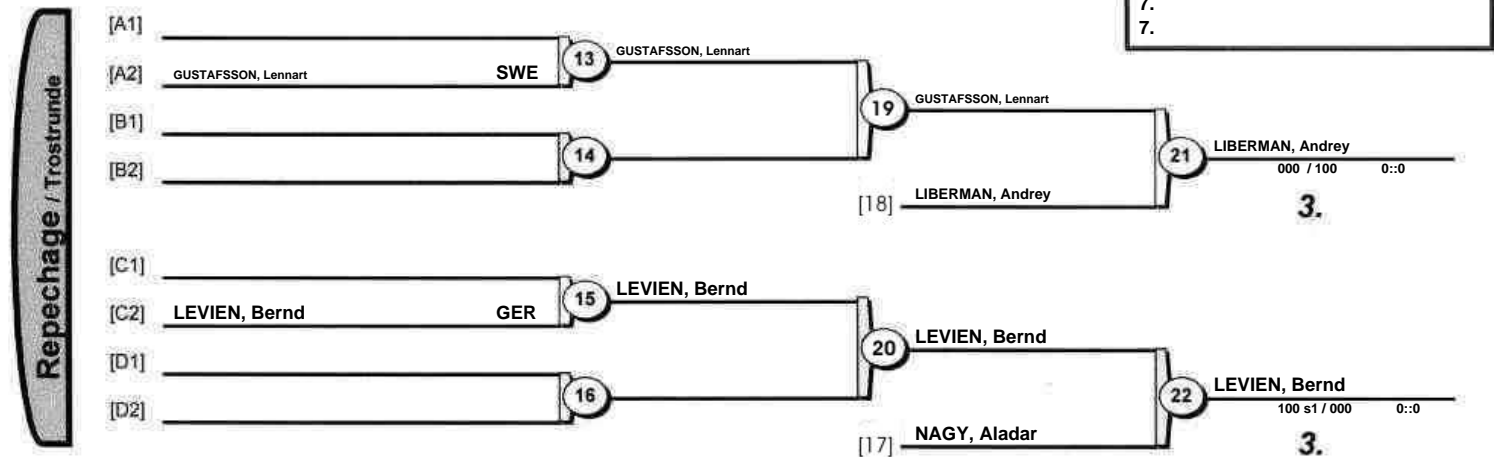 7.
7.
Repechage / Trostrunde
[A1]
[A2] GUSTAFSSON, Lennart SWE
13 GUSTAFSSON, Lennart
[B1]
[B2]
14
19 GUSTAFSSON, Lennart
[18] LIBERMAN, Andrey
21 LIBERMAN, Andrey
000 / 100 0::0
3.
[C1]
[C2] LEVIEN, Bernd GER
15 LEVIEN, Bernd
[D1]
[D2]
16
20 LEVIEN, Bernd
[17] NAGY, Aladar
22 LEVIEN, Bernd
100 s1 / 000 0::0
3.